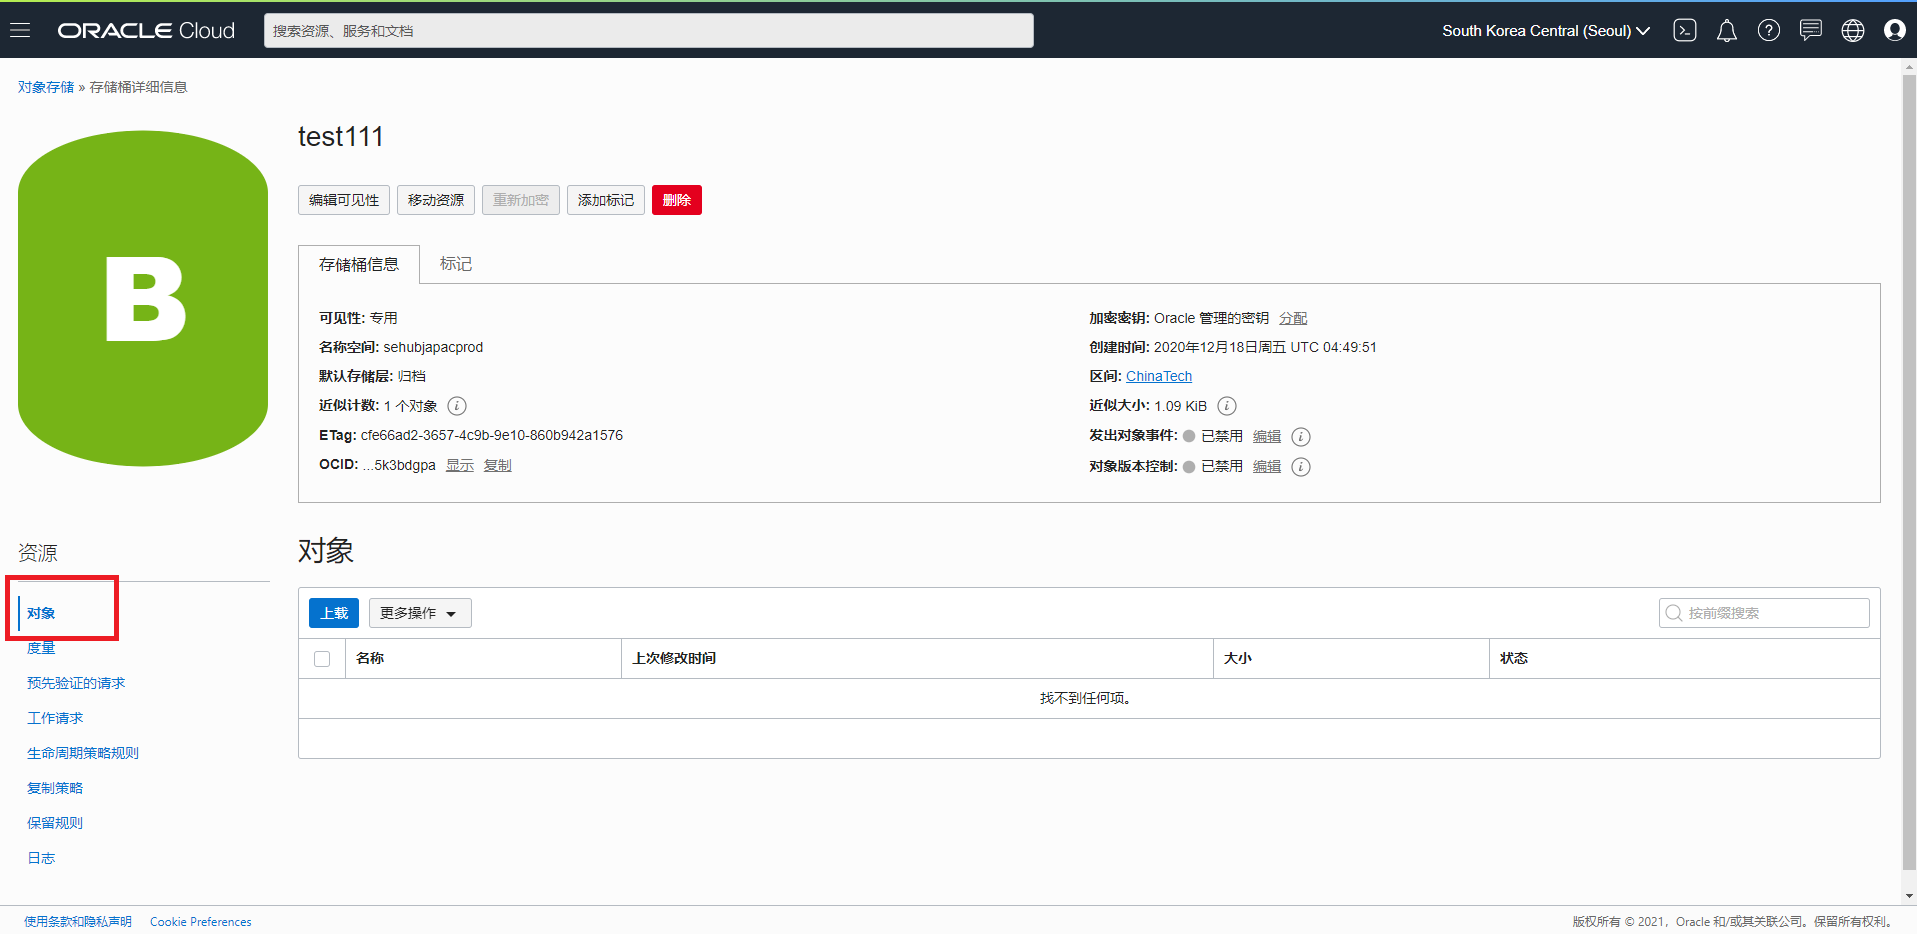 ORACLE Cloud
搜索资源、服务和文档
South Korea Central (Seoul)
对象存储 » 存储桶详细信息
B
test111
编辑可见性 移动资源 重新加密 添加标记 删除
存储桶信息 标记
可见性: 专用
名称空间: sehubjapacprod
默认存储层: 归档
近似计数: 1 个对象
ETag: cfe66ad2-3657-4c9b-9e10-860b942a1576
OCID: ...5k3bdgpa 显示 复制
加密密钥: Oracle 管理的密钥 分配
创建时间: 2020年12月18日周五 UTC 04:49:51
区间: ChinaTech
近似大小: 1.09 KiB
发出对象事件: 已禁用 编辑
对象版本控制: 已禁用 编辑
资源
对象
度量
预先验证的请求
工作请求
生命周期策略规则
复制策略
保留规则
日志
对象
上载 更多操作 按前缀搜索
名称 上次修改时间 大小 状态
找不到任何项。
使用条款和隐私声明 Cookie Preferences
版权所有 © 2021，Oracle 和/或其关联公司。保留所有权利。